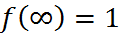 f(∞) = 1